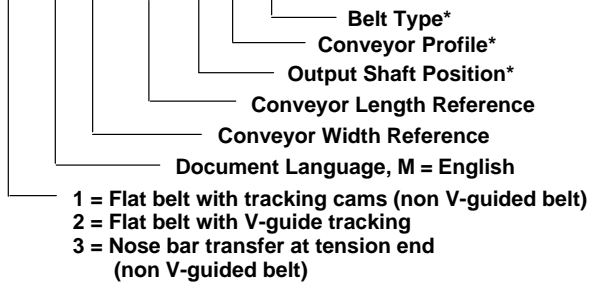 Belt Type*
Conveyor Profile*
Output Shaft Position*
Conveyor Length Reference
Conveyor Width Reference
Document Language, M = English
1 = Flat belt with tracking cams (non V-guided belt)
2 = Flat belt with V-guide tracking
3 = Nose bar transfer at tension end
(non V-guided belt)